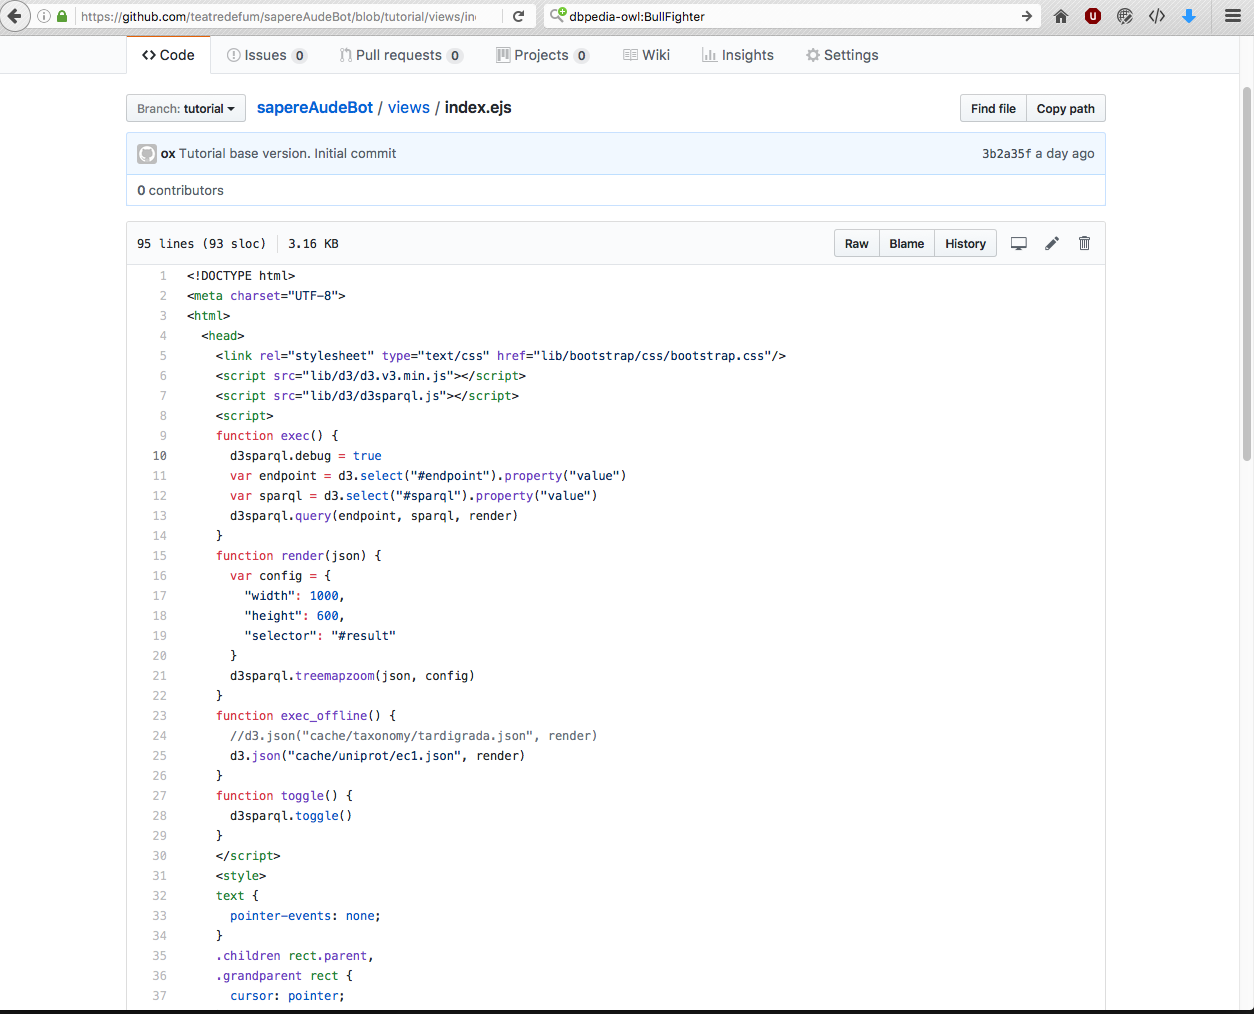 https://github.com/teatredefum/sapereAudeBot/blob/tutorial/views/in
dbpedia-owl:BullFighter
Code Issues 0 Pull requests 0 Projects 0 Wiki Insights Settings
Branch: tutorial sapereAudeBot / views / index.ejs Find file Copy path
ox Tutorial base version. Initial commit 3b2a35f a day ago
0 contributors
95 lines (93 sloc) 3.16 KB Raw Blame History
1 <!DOCTYPE html>
2 <meta charset="UTF-8">
3 <html>
4   <head>
5     <link rel="stylesheet" type="text/css" href="lib/bootstrap/css/bootstrap.css"/>
6     <script src="lib/d3/d3.v3.min.js"></script>
7     <script src="lib/d3/d3sparql.js"></script>
8     <script>
9     function exec() {
10       d3sparql.debug = true
11       var endpoint = d3.select("#endpoint").property("value")
12       var sparql = d3.select("#sparql").property("value")
13       d3sparql.query(endpoint, sparql, render)
14     }
15     function render(json) {
16       var config = {
17         "width": 1000,
18         "height": 600,
19         "selector": "#result"
20       }
21       d3sparql.treemapzoom(json, config)
22     }
23     function exec_offline() {
24       //d3.json("cache/taxonomy/tardigrada.json", render)
25       d3.json("cache/uniprot/ec1.json", render)
26     }
27     function toggle() {
28       d3sparql.toggle()
29     }
30     </script>
31     <style>
32     text {
33       pointer-events: none;
34     }
35     .children rect.parent,
36     .grandparent rect {
37       cursor: pointer;